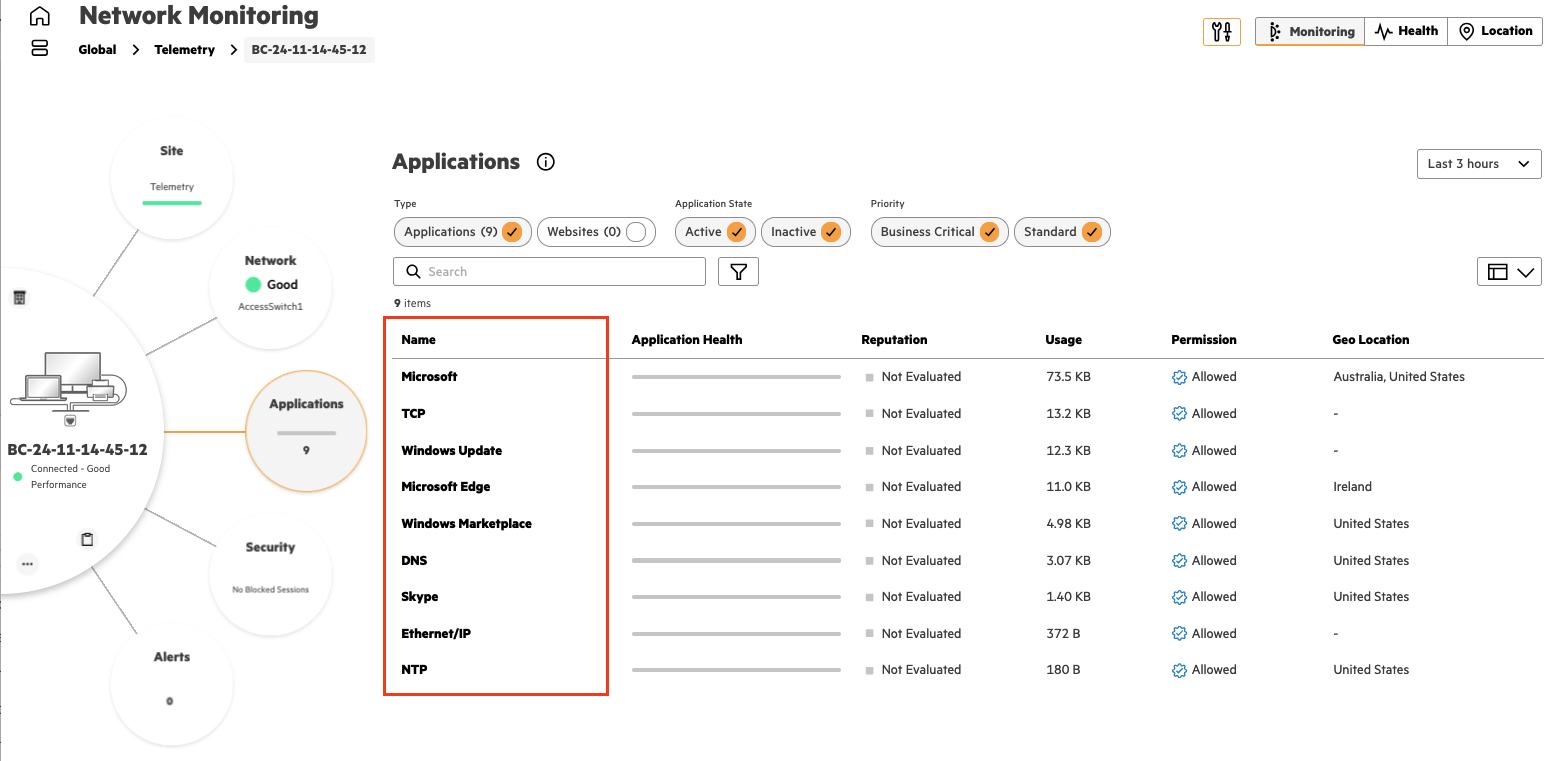 Network Monitoring
Global Telemetry BC-24-11-14-45-12
Monitoring Health Location
Site
Telemetry
Network
Good
AccessSwitch1
Applications
9
BC-24-11-14-45-12
Connected - Good
Performance
Security
No Blocked Sessions
Alerts
0
Applications
Last 3 hours
Type Application State Priority
Applications (9) Websites (0) Active Inactive Business Critical Standard
Search
9 items
Name Application Health Reputation Usage Permission Geo Location
Microsoft Not Evaluated 73.5 KB Allowed Australia, United States
TCP Not Evaluated 13.2 KB Allowed -
Windows Update Not Evaluated 12.3 KB Allowed -
Microsoft Edge Not Evaluated 11.0 KB Allowed Ireland
Windows Marketplace Not Evaluated 4.98 KB Allowed United States
DNS Not Evaluated 3.07 KB Allowed United States
Skype Not Evaluated 1.40 KB Allowed United States
Ethernet/IP Not Evaluated 372 B Allowed -
NTP Not Evaluated 180 B Allowed United States